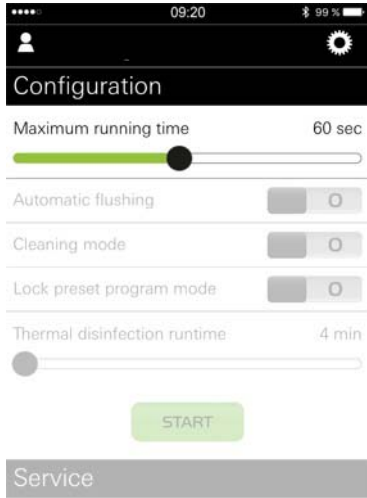 09:20 99 %
Configuration
Maximum running time 60 sec
Automatic flushing O
Cleaning mode O
Lock preset program mode O
Thermal disinfection runtime 4 min
START
Service